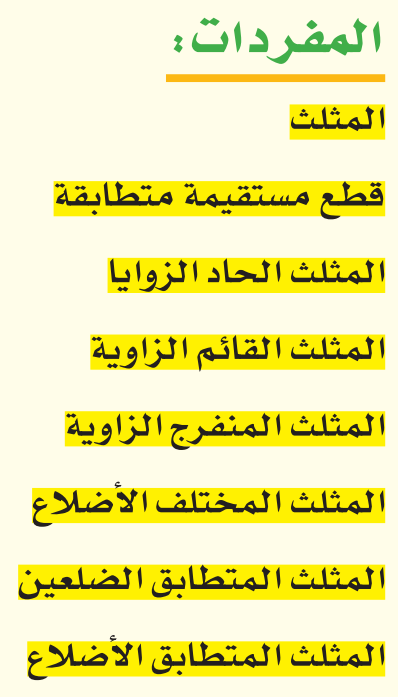 المفردات:
المثلث
قطع مستقيمة متطابقة
المثلث الحاد الزوايا
المثلث القائم الزاوية
المثلث المنفرج الزاوية
المثلث المختلف الأضلاع
المثلث المتطابق الضلعين
المثلث المتطابق الأضلاع